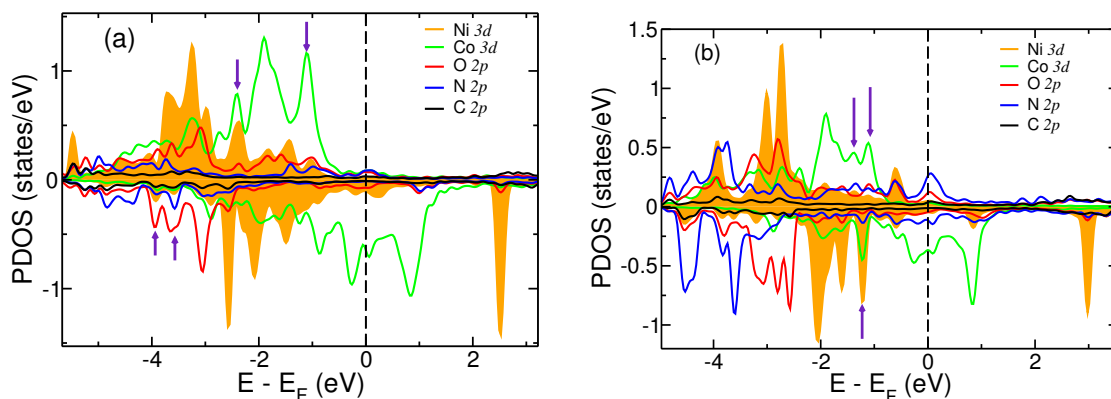 (a)
Ni 3d
Co 3d
O 2p
N 2p
C 2p
PDOS (states/eV)
1
0
-1
-4
-2
0
2
E - E_F (eV)
(b)
Ni 3d
Co 3d
O 2p
N 2p
C 2p
PDOS (states/eV)
1.5
1
0.5
0
-0.5
-1
-4
-2
0
2
E - E_F (eV)